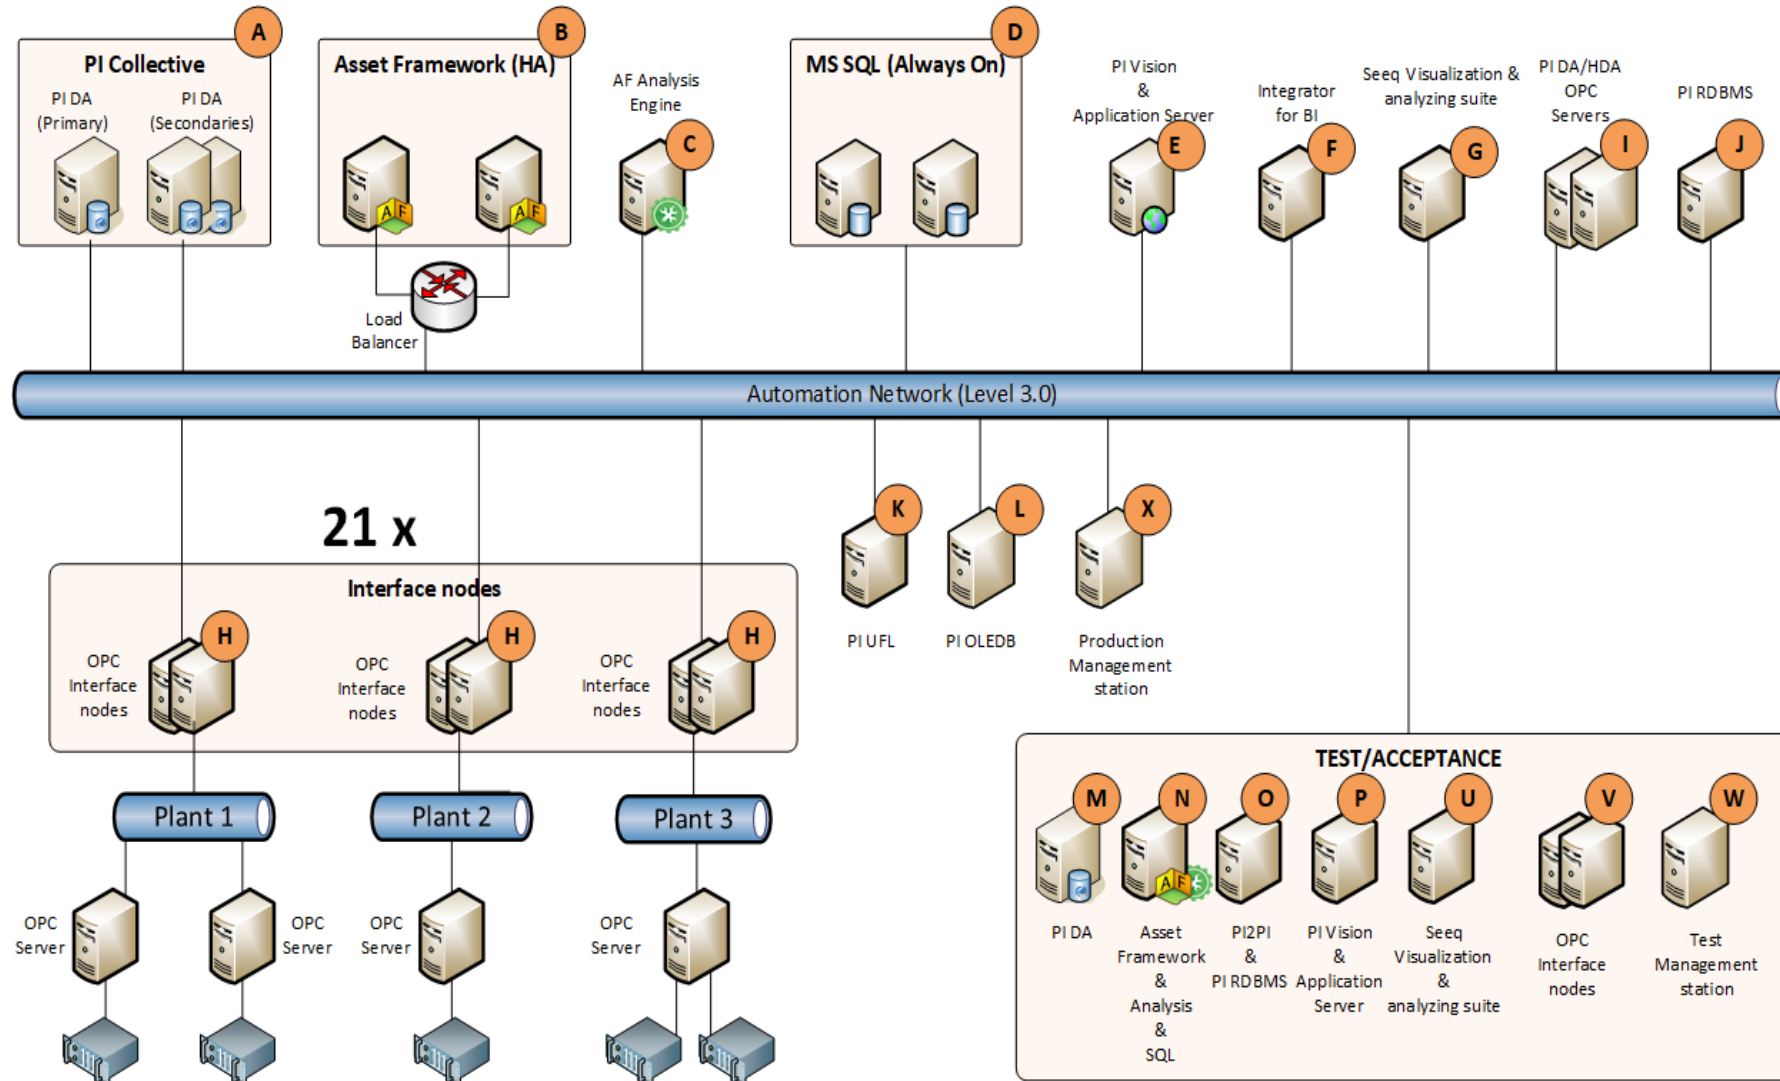 A
PI Collective
PI DA
(Primary)
PI DA
(Secondaries)
B
Asset Framework (HA)
A F
A F
Load
Balancer
AF Analysis
Engine
C
D
MS SQL (Always On)
PI Vision
&
Application Server
E
Integrator
for BI
F
Seeq Visualization &
analyzing suite
G
PI DA/HDA
OPC
Servers
I
PI RDBMS
J
Automation Network (Level 3.0)
21 x
Interface nodes
OPC
Interface
nodes
H
OPC
Interface
nodes
H
OPC
Interface
nodes
H
K
PI UFL
L
PI OLEDB
X
Production
Management
station
Plant 1
Plant 2
Plant 3
OPC
Server
OPC
Server
OPC
Server
OPC
Server
TEST/ACCEPTANCE
M
PI DA
N
A F
Asset
Framework
&
Analysis
&
SQL
O
PI2PI
&
PI RDBMS
P
PI Vision
&
Application
Server
U
Seeq
Visualization
&
analyzing suite
V
OPC
Interface
nodes
W
Test
Management
station